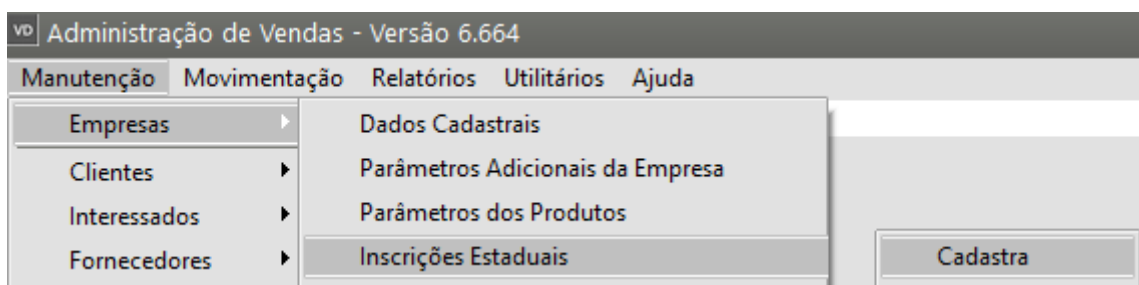 VD Administração de Vendas - Versão 6.664
Manutenção Movimentação Relatórios Utilitários Ajuda
Empresas Dados Cadastrais
Clientes Parâmetros Adicionais da Empresa
Interessados Parâmetros dos Produtos
Fornecedores Inscrições Estaduais Cadastra